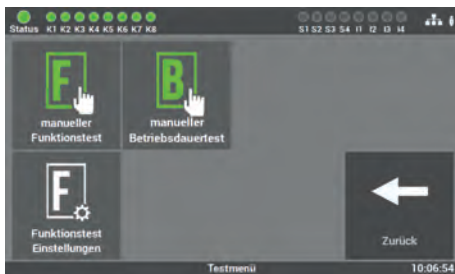 Status K1 K2 K3 K4 K5 K6 K7 K8 S1 S2 S3 S4 I1 I2 I3 I4
F B
manueller Funktionstest
manueller Betriebsdauertest
F
Funktionstest Einstellungen
Zurück
Testmenü 10:06:54